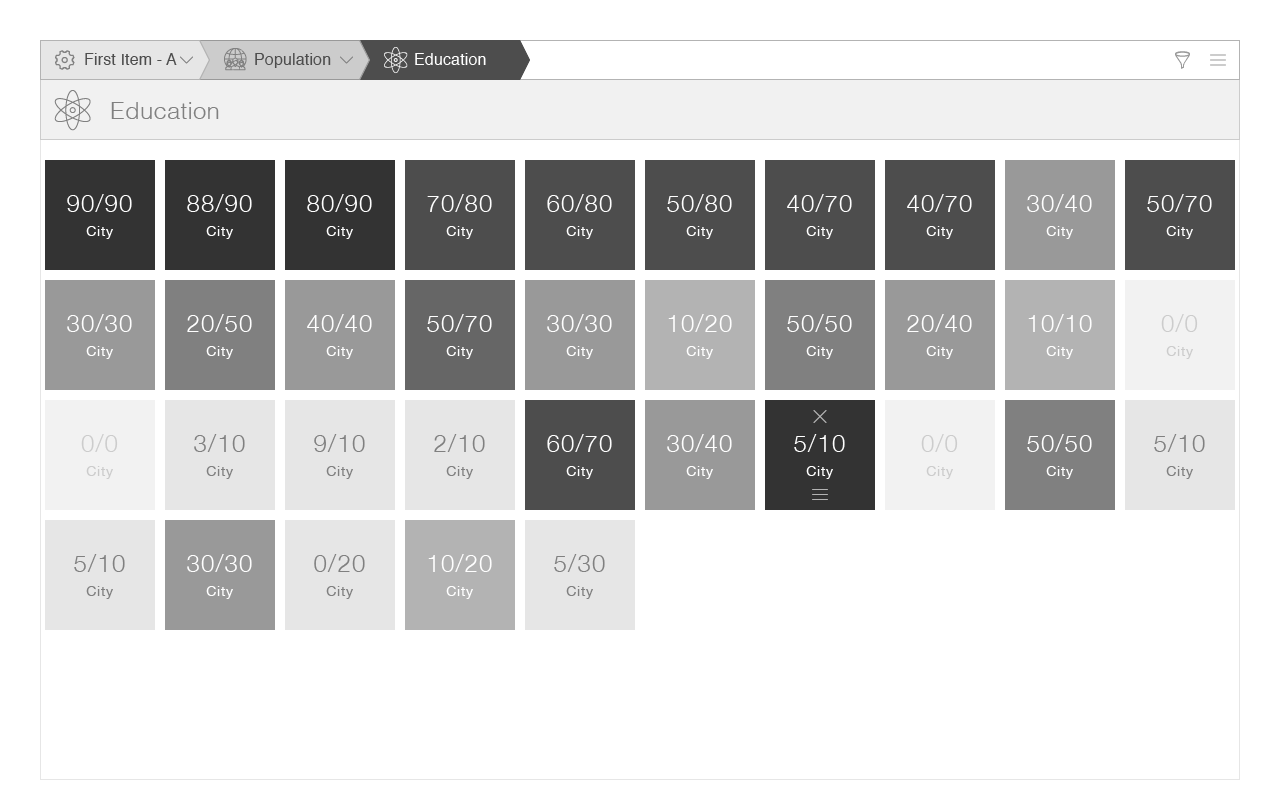 First Item - A
Population
Education
Education
90/90 88/90 80/90 70/80 60/80 50/80 40/70 40/70 30/40 50/70
City City City City City City City City City City
30/30 20/50 40/40 50/70 30/30 10/20 50/50 20/40 10/10 0/0
City City City City City City City City City City
0/0 3/10 9/10 2/10 60/70 30/40 5/10 0/0 50/50 5/10
City City City City City City City City City City
5/10 30/30 0/20 10/20 5/30
City City City City City